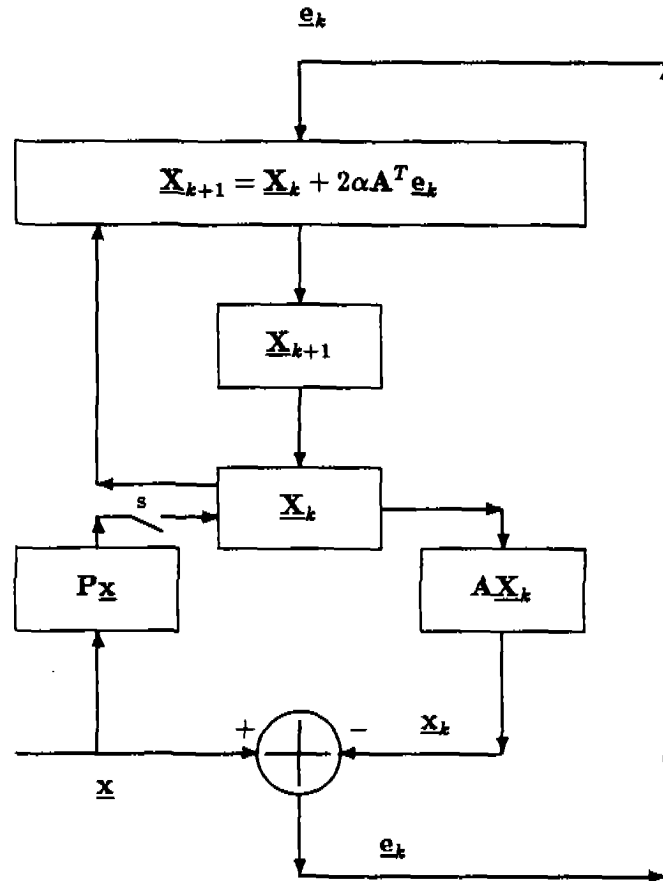 e_k
X_{k+1} = X_k + 2αA^T e_k
X_{k+1}
X_k
s
Px
AX_k
+
−
x_k
x
e_k